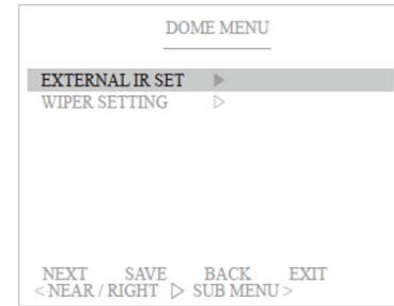 DOME MENU
EXTERNAL IR SET ▶
WIPER SETTING ▷
NEXT SAVE BACK EXIT
< NEAR / RIGHT ▷ SUB MENU >